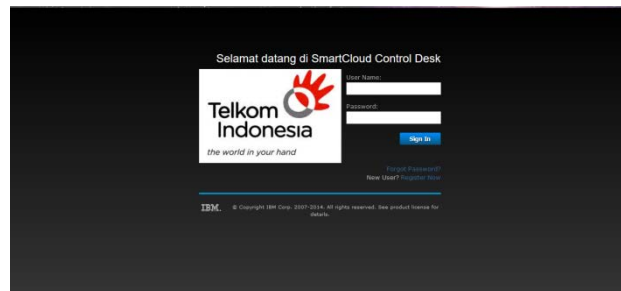 Selamat datang di SmartCloud Control Desk
Telkom
Indonesia
the world in your hand
User Name:
Password:
Sign In
Forgot Password?
New User? Register Now
IBM. © Copyright IBM Corp. 2007-2014. All rights reserved. See product license for
details.